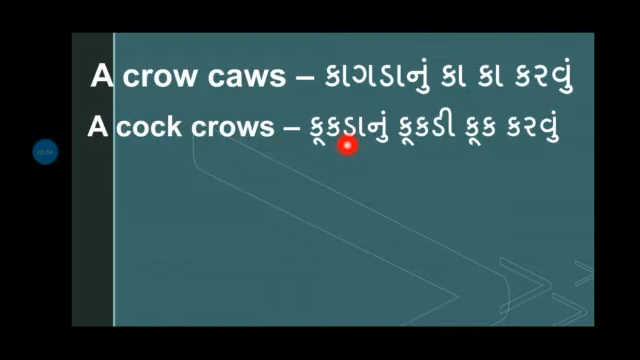 A crow caws – કાગડાનું કા કા કરવું
A cock crows – કૂકડાનું કૂકડી કૂક કરવું